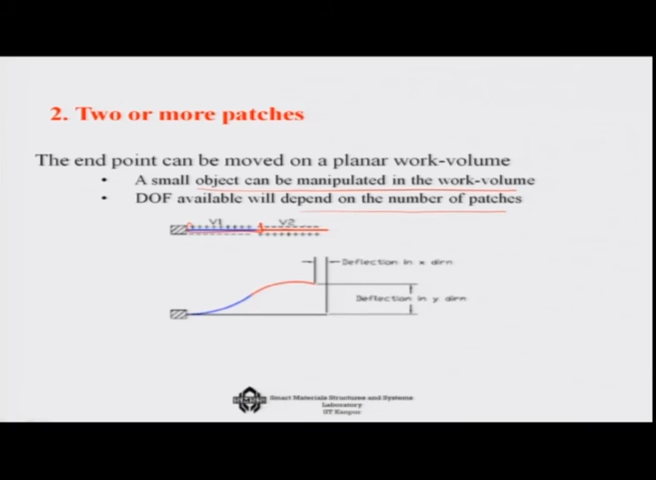 2. Two or more patches
The end point can be moved on a planar work-volume
• A small object can be manipulated in the work-volume
• DOF available will depend on the number of patches
V1 V2
Deflection in x dirn
Deflection in y dirn
Smart Materials Structures and Systems
Laboratory
IIT Kanpur